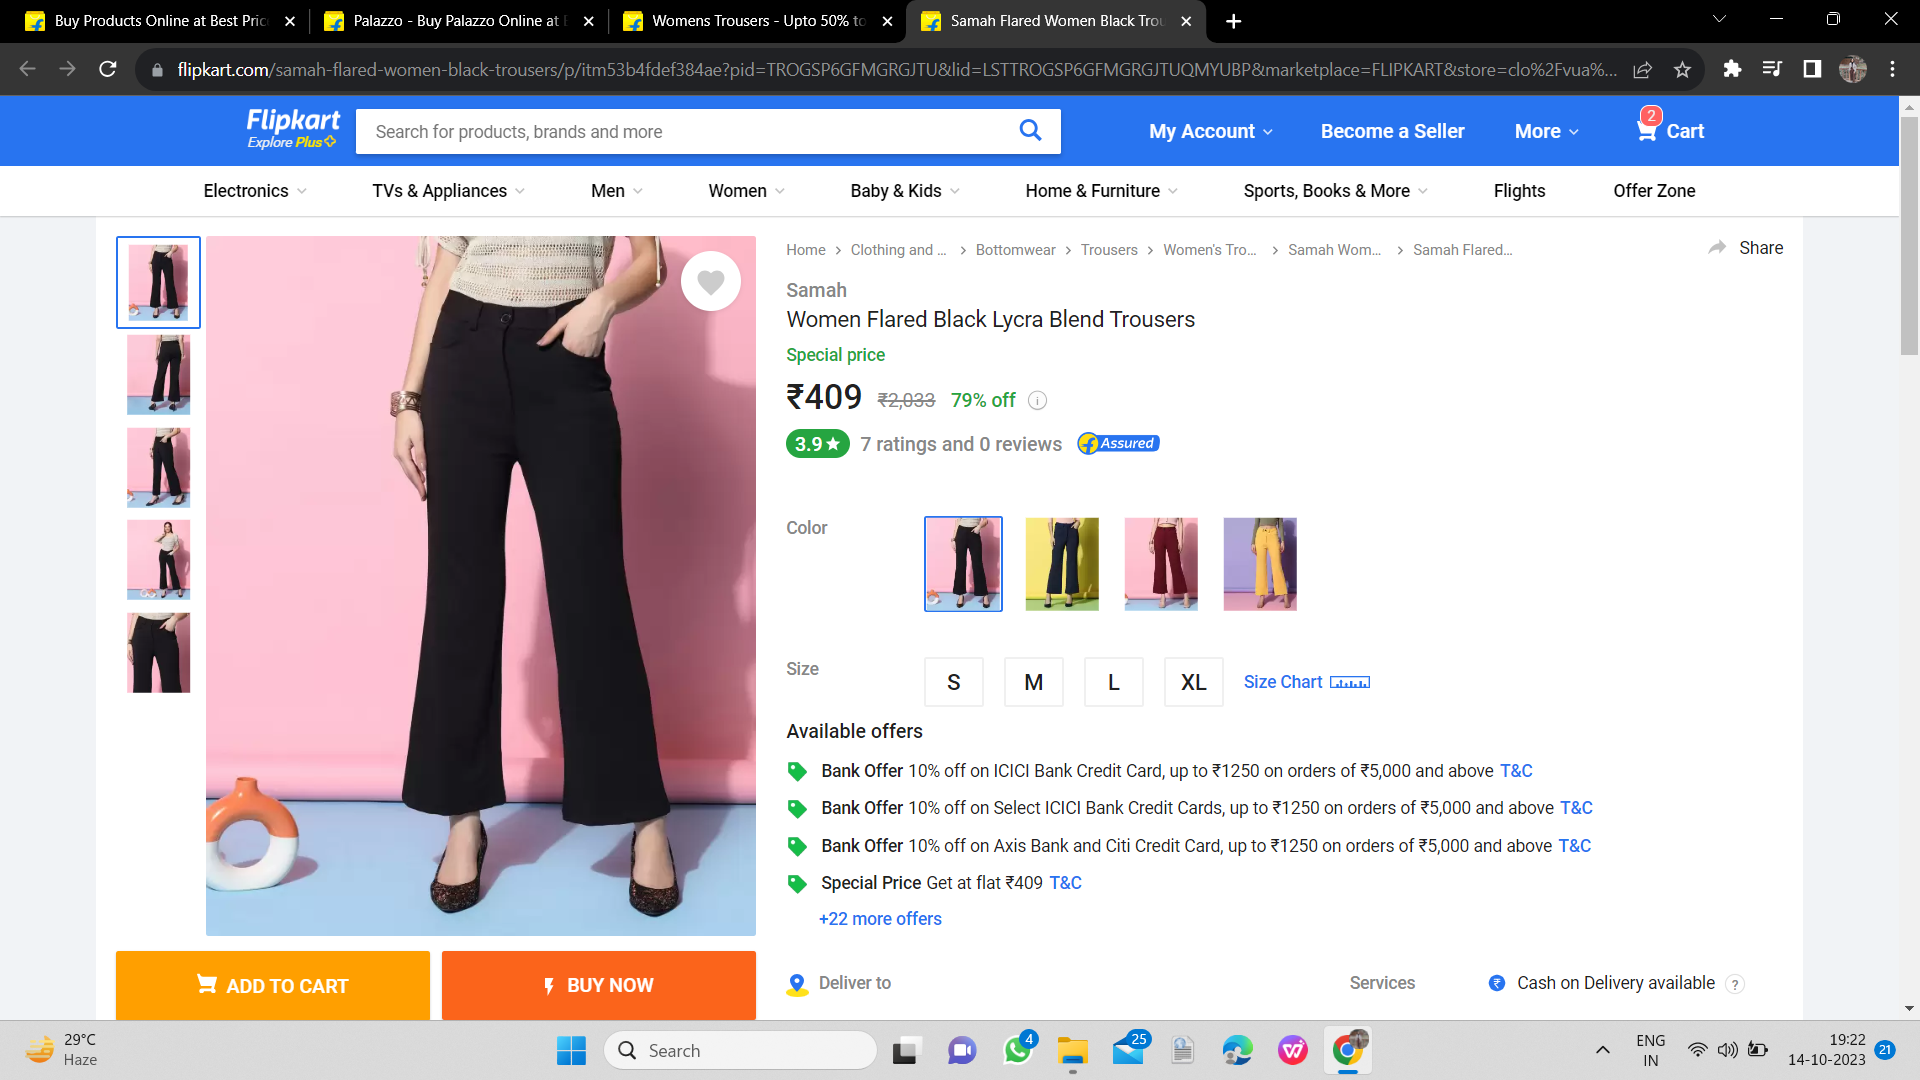 Buy Products Online at Best Pric
Palazzo - Buy Palazzo Online at B
Womens Trousers - Upto 50% to
Samah Flared Women Black Trou
flipkart.com/samah-flared-women-black-trousers/p/itm53b4fdef384ae?pid=TROGSP6GFMGRGJTU&lid=LSTTROGSP6GFMGRGJTUQMYUBP&marketplace=FLIPKART&store=clo%2Fvua%...
Flipkart
Explore Plus
Search for products, brands and more
My Account
Become a Seller
More
2
Cart
Electronics
TVs & Appliances
Men
Women
Baby & Kids
Home & Furniture
Sports, Books & More
Flights
Offer Zone
Home > Clothing and ... > Bottomwear > Trousers > Women's Tro... > Samah Wom... > Samah Flared...
Share
Samah
Women Flared Black Lycra Blend Trousers
Special price
₹409 ₹2,033 79% off i
3.9★ 7 ratings and 0 reviews Assured
Color
Size
S
M
L
XL
Size Chart
Available offers
Bank Offer 10% off on ICICI Bank Credit Card, up to ₹1250 on orders of ₹5,000 and above T&C
Bank Offer 10% off on Select ICICI Bank Credit Cards, up to ₹1250 on orders of ₹5,000 and above T&C
Bank Offer 10% off on Axis Bank and Citi Credit Card, up to ₹1250 on orders of ₹5,000 and above T&C
Special Price Get at flat ₹409 T&C
+22 more offers
ADD TO CART
BUY NOW
Deliver to
Services
₹ Cash on Delivery available ?
29°C
Haze
Search
4
25
ENG
IN
19:22
14-10-2023
21